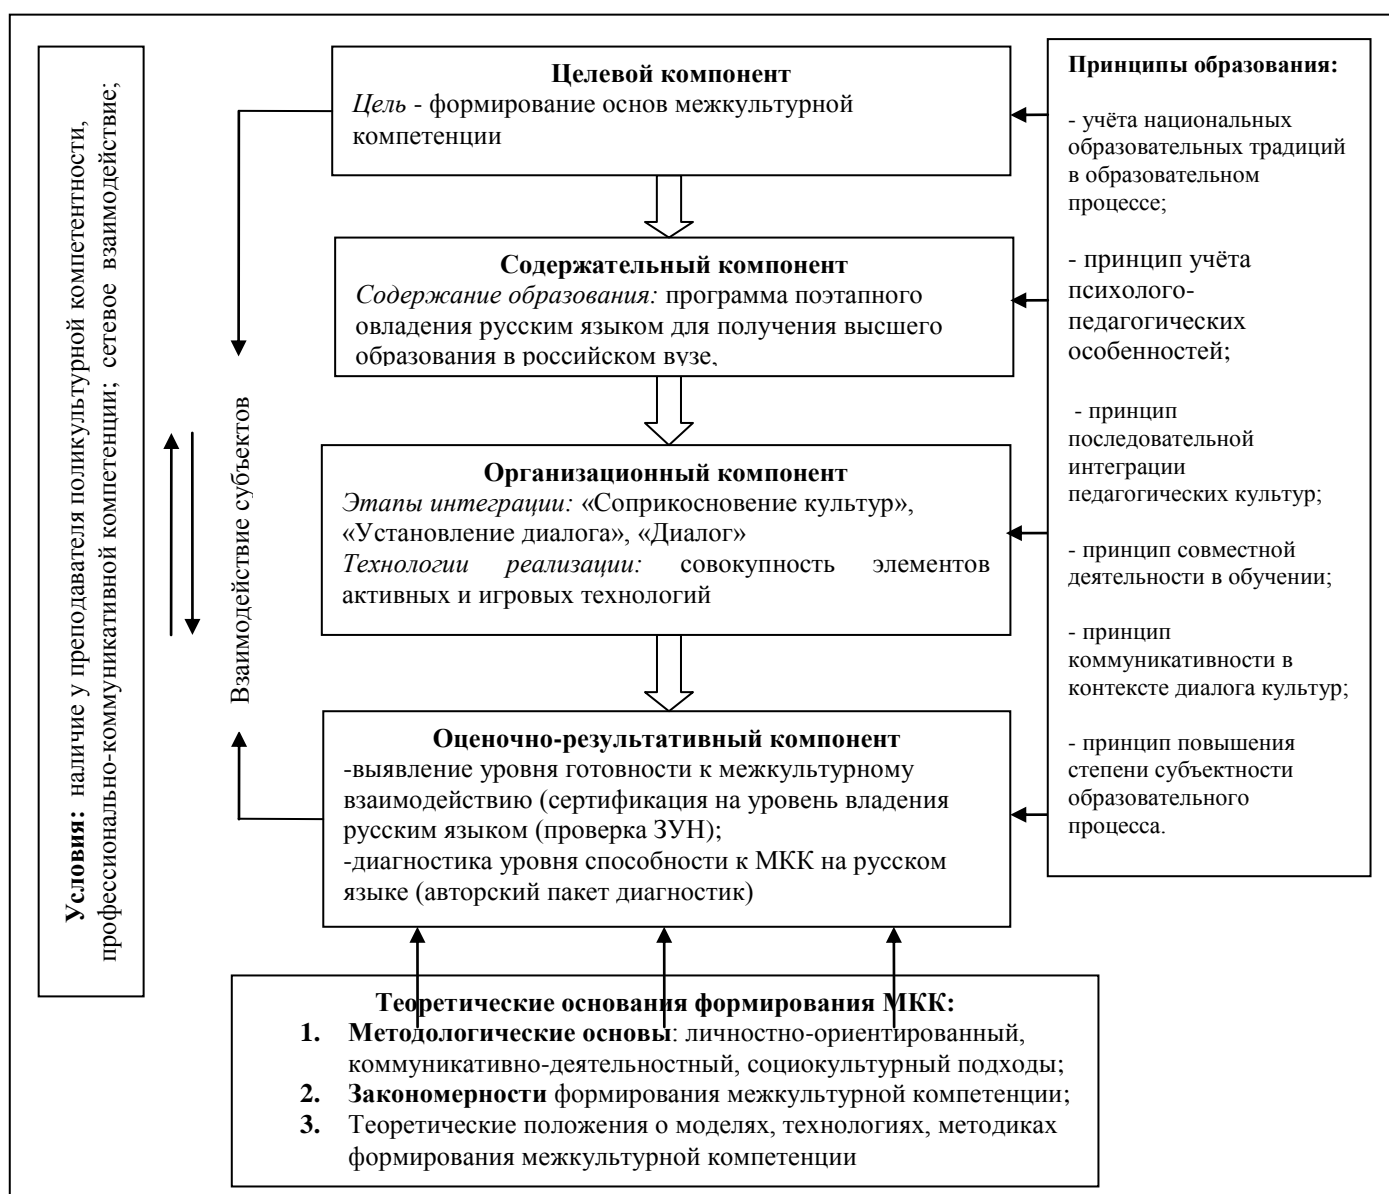 Условия: наличие у преподавателя поликультурной компетентности,
профессионально-коммуникативной компетенции; сетевое взаимодействие;
Взаимодействие субъектов
Целевой компонент
Цель - формирование основ межкультурной
компетенции
Содержательный компонент
Содержание образования: программа поэтапного
овладения русским языком для получения высшего
образования в российском вузе,
Организационный компонент
Этапы интеграции: «Соприкосновение культур»,
«Установление диалога», «Диалог»
Технологии реализации: совокупность элементов
активных и игровых технологий
Оценочно-результативный компонент
-выявление уровня готовности к межкультурному
взаимодействию (сертификация на уровень владения
русским языком (проверка ЗУН);
-диагностика уровня способности к МКК на русском
языке (авторский пакет диагностик)
Теоретические основания формирования МКК:
1. Методологические основы: личностно-ориентированный,
коммуникативно-деятельностный, социокультурный подходы;
2. Закономерности формирования межкультурной компетенции;
3. Теоретические положения о моделях, технологиях, методиках
формирования межкультурной компетенции
Принципы образования:
- учёта национальных
образовательных традиций
в образовательном
процессе;
- принцип учёта
психолого-
педагогических
особенностей;
- принцип
последовательной
интеграции
педагогических культур;
- принцип совместной
деятельности в обучении;
- принцип
коммуникативности в
контексте диалога культур;
- принцип повышения
степени субъектности
образовательного
процесса.